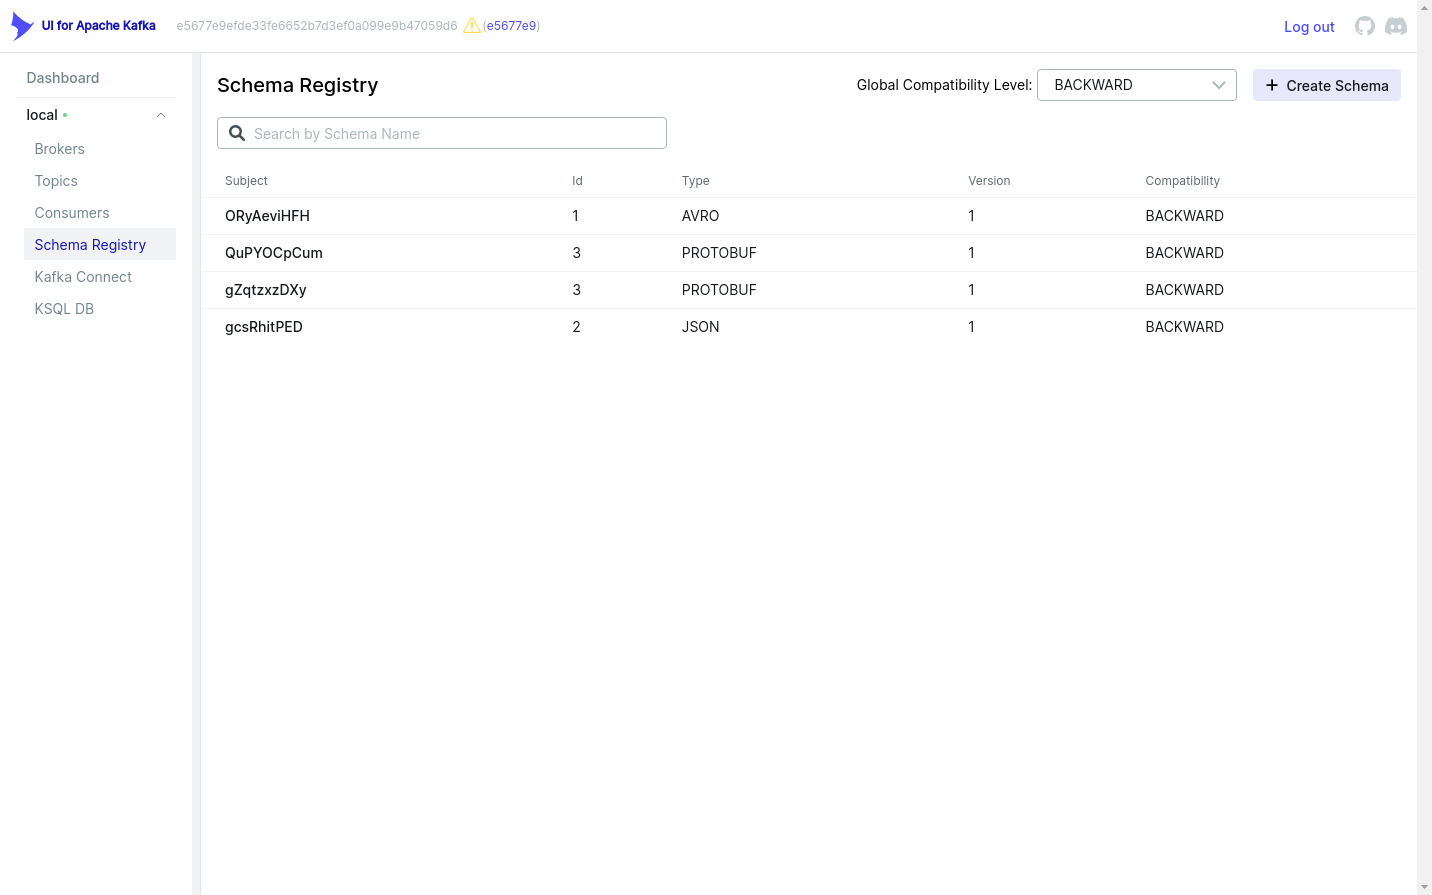 UI for Apache Kafka e5677e9efde33fe6652b7d3ef0a099e9b47059d6 (e5677e9) Log out
Dashboard
local
Brokers
Topics
Consumers
Schema Registry
Kafka Connect
KSQL DB
Schema Registry Global Compatibility Level: BACKWARD Create Schema
Search by Schema Name
Subject Id Type Version Compatibility
ORyAeviHFH 1 AVRO 1 BACKWARD
QuPYOCpCum 3 PROTOBUF 1 BACKWARD
gZqtzxzDXy 3 PROTOBUF 1 BACKWARD
gcsRhitPED 2 JSON 1 BACKWARD